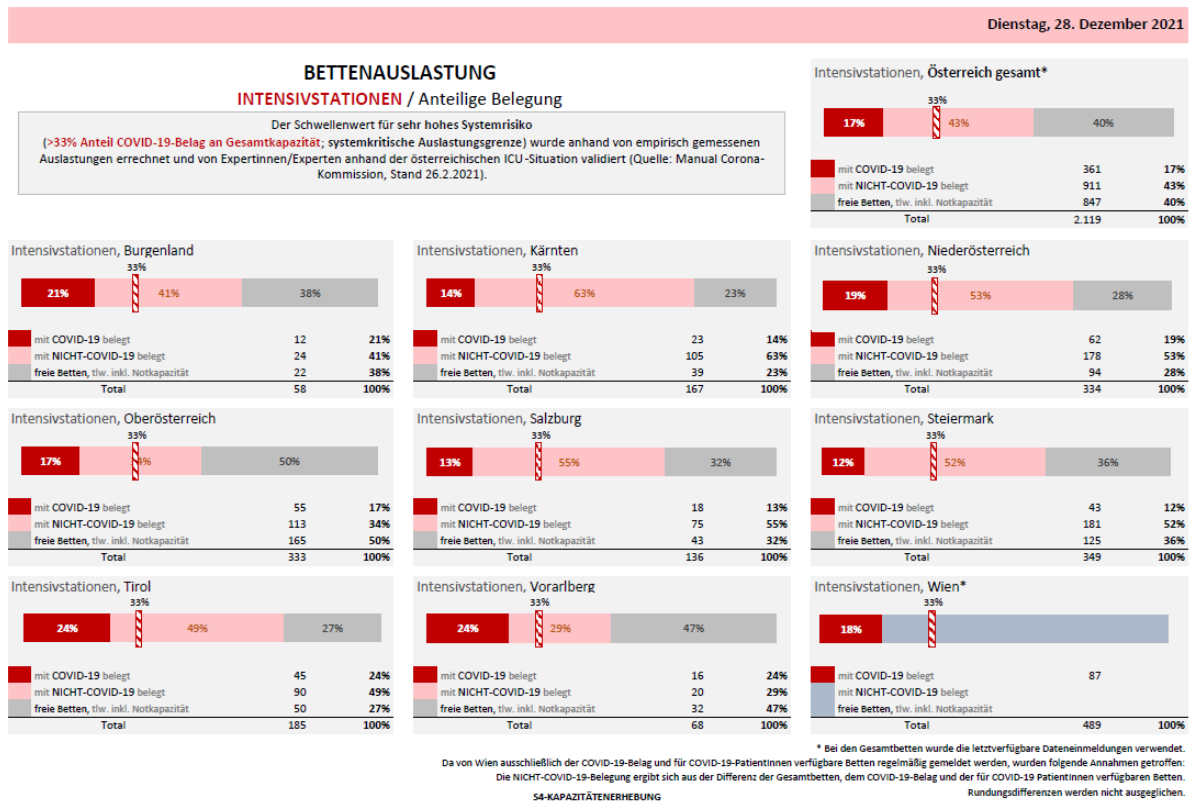 Dienstag, 28. Dezember 2021
BETTENAUSLASTUNG
INTENSIVSTATIONEN / Anteilige Belegung
Der Schwellenwert für sehr hohes Systemrisiko
(>33% Anteil COVID-19-Belag an Gesamtkapazität; systemkritische Auslastungsgrenze) wurde anhand von empirisch gemessenen
Auslastungen errechnet und von Expertinnen/Experten anhand der österreichischen ICU-Situation validiert (Quelle: Manual Corona-
Kommission, Stand 26.2.2021).
Intensivstationen, Österreich gesamt*
33%
17% 43% 40%
mit COVID-19 belegt 361 17%
mit NICHT-COVID-19 belegt 911 43%
freie Betten, tlw. inkl. Notkapazität 847 40%
Total 2.119 100%
Intensivstationen, Burgenland
33%
21% 41% 38%
mit COVID-19 belegt 12 21%
mit NICHT-COVID-19 belegt 24 41%
freie Betten, tlw. inkl. Notkapazität 22 38%
Total 58 100%
Intensivstationen, Kärnten
33%
14% 63% 23%
mit COVID-19 belegt 23 14%
mit NICHT-COVID-19 belegt 105 63%
freie Betten, tlw. inkl. Notkapazität 39 23%
Total 167 100%
Intensivstationen, Niederösterreich
33%
19% 53% 28%
mit COVID-19 belegt 62 19%
mit NICHT-COVID-19 belegt 178 53%
freie Betten, tlw. inkl. Notkapazität 94 28%
Total 334 100%
Intensivstationen, Oberösterreich
33%
17% 50%
mit COVID-19 belegt 55 17%
mit NICHT-COVID-19 belegt 113 34%
freie Betten, tlw. inkl. Notkapazität 165 50%
Total 333 100%
Intensivstationen, Salzburg
33%
13% 55% 32%
mit COVID-19 belegt 18 13%
mit NICHT-COVID-19 belegt 75 55%
freie Betten, tlw. inkl. Notkapazität 43 32%
Total 136 100%
Intensivstationen, Steiermark
33%
12% 52% 36%
mit COVID-19 belegt 43 12%
mit NICHT-COVID-19 belegt 181 52%
freie Betten, tlw. inkl. Notkapazität 125 36%
Total 349 100%
Intensivstationen, Tirol
33%
24% 49% 27%
mit COVID-19 belegt 45 24%
mit NICHT-COVID-19 belegt 90 49%
freie Betten, tlw. inkl. Notkapazität 50 27%
Total 185 100%
Intensivstationen, Vorarlberg
33%
24% 29% 47%
mit COVID-19 belegt 16 24%
mit NICHT-COVID-19 belegt 20 29%
freie Betten, tlw. inkl. Notkapazität 32 47%
Total 68 100%
Intensivstationen, Wien*
33%
18%
mit COVID-19 belegt 87
mit NICHT-COVID-19 belegt
freie Betten, tlw. inkl. Notkapazität
Total 489 100%
* Bei den Gesamtbetten wurde die letztverfügbare Dateneinmeldungen verwendet.
Da von Wien ausschließlich der COVID-19-Belag und für COVID-19-PatientInnen verfügbare Betten regelmäßig gemeldet werden, wurden folgende Annahmen getroffen:
Die NICHT-COVID-19-Belegung ergibt sich aus der Differenz der Gesamtbetten, dem COVID-19-Belag und der für COVID-19 PatientInnen verfügbaren Betten.
Rundungsdifferenzen werden nicht ausgeglichen.
S4-KAPAZITÄTENERHEBUNG